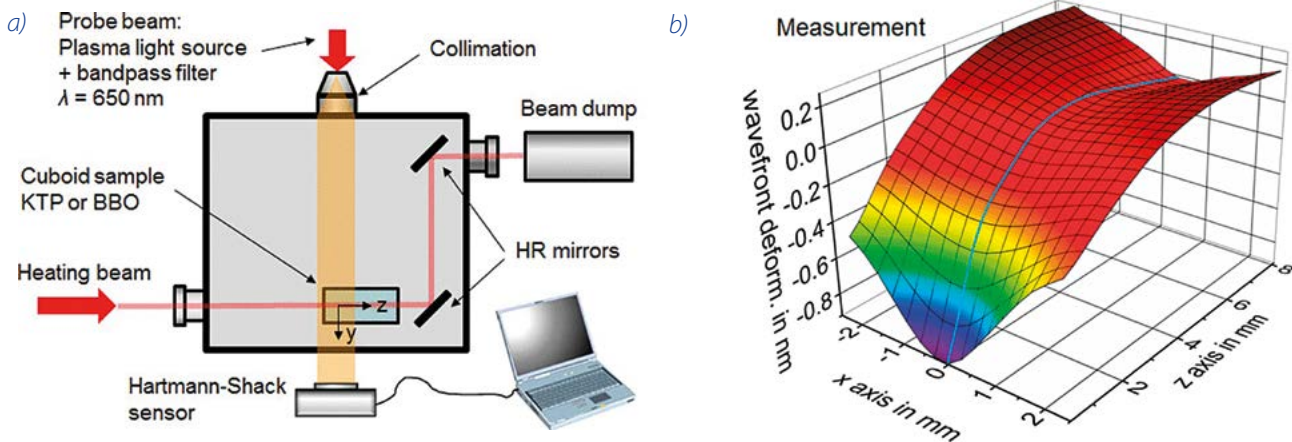 a)
Probe beam:
Plasma light source
+ bandpass filter
λ = 650 nm
Collimation
Beam dump
Cuboid sample
KTP or BBO
HR mirrors
Heating beam
z
y
Hartmann-Shack
sensor
b)
Measurement
wavefront deform. in nm
0.2
0.0
-0.2
-0.4
-0.6
-0.8
-2
-1
0
1
2
x axis in mm
2
4
6
8
z axis in mm